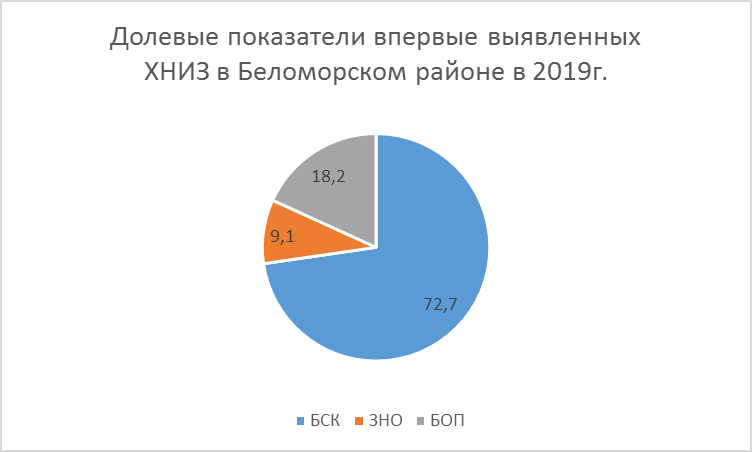 Долевые показатели впервые выявленных
ХНИЗ в Беломорском районе в 2019г.
18,2
9,1
72,7
БСК ЗНО БОП